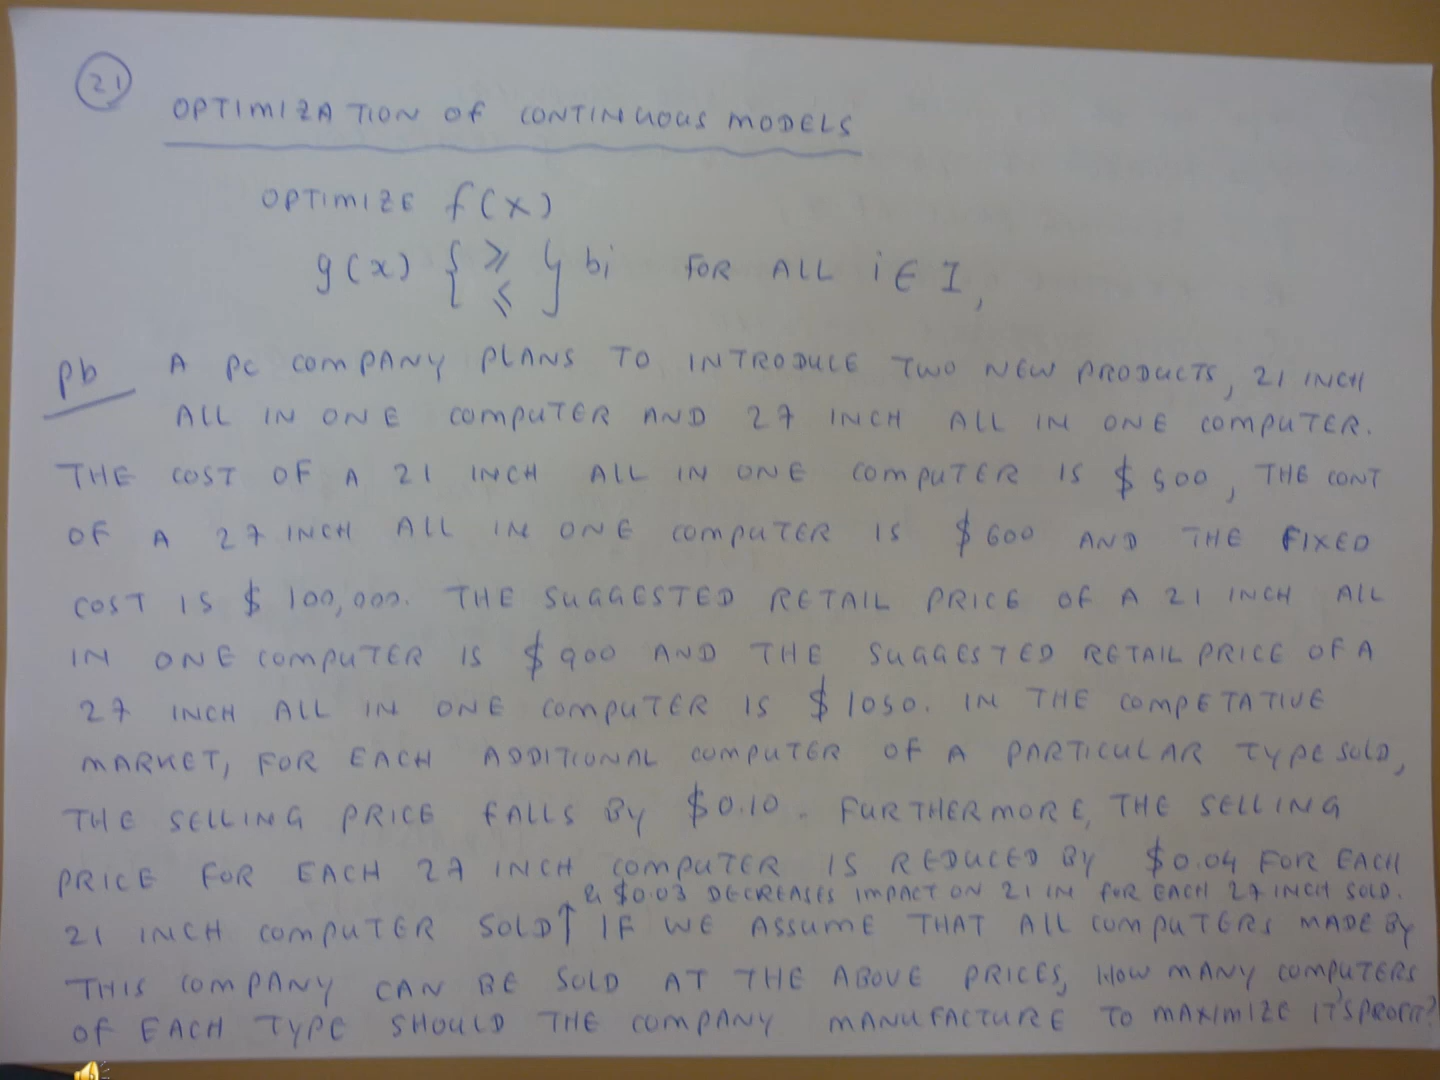 21
OPTIMIZATION OF CONTINUOUS MODELS
OPTIMIZE f(x)
g(x) { ≥ ≤ } bi FOR ALL i ∈ I,
Pb A PC COMPANY PLANS TO INTRODUCE TWO NEW PRODUCTS, 21 INCH
ALL IN ONE COMPUTER AND 27 INCH ALL IN ONE COMPUTER.
THE COST OF A 21 INCH ALL IN ONE COMPUTER IS $500, THE CONT
OF A 27 INCH ALL IN ONE COMPUTER IS $600 AND THE FIXED
COST IS $100,000. THE SUGGESTED RETAIL PRICE OF A 21 INCH ALL
IN ONE COMPUTER IS $900 AND THE SUGGESTED RETAIL PRICE OF A
27 INCH ALL IN ONE COMPUTER IS $1050. IN THE COMPETATIVE
MARKET, FOR EACH ADDITIONAL COMPUTER OF A PARTICULAR TYPE SOLD,
THE SELLING PRICE FALLS BY $0.10. FURTHERMORE, THE SELLING
PRICE FOR EACH 27 INCH COMPUTER IS REDUCED BY $0.04 FOR EACH
& $0.03 DECREASES IMPACT ON 21 IN FOR EACH 27 INCH SOLD.
21 INCH COMPUTER SOLD↑ IF WE ASSUME THAT ALL COMPUTERS MADE BY
THIS COMPANY CAN BE SOLD AT THE ABOVE PRICES, HOW MANY COMPUTERS
OF EACH TYPE SHOULD THE COMPANY MANUFACTURE TO MAXIMIZE IT'S PROFIT?